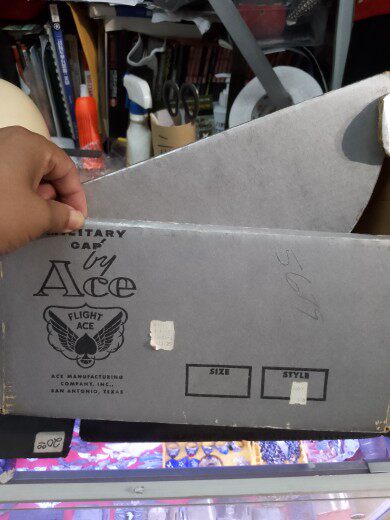 MILITARY
CAP
by
Ace
FLIGHT
ACE
ACE MANUFACTURING
COMPANY, INC.,
SAN ANTONIO, TEXAS
SIZE
STYLE